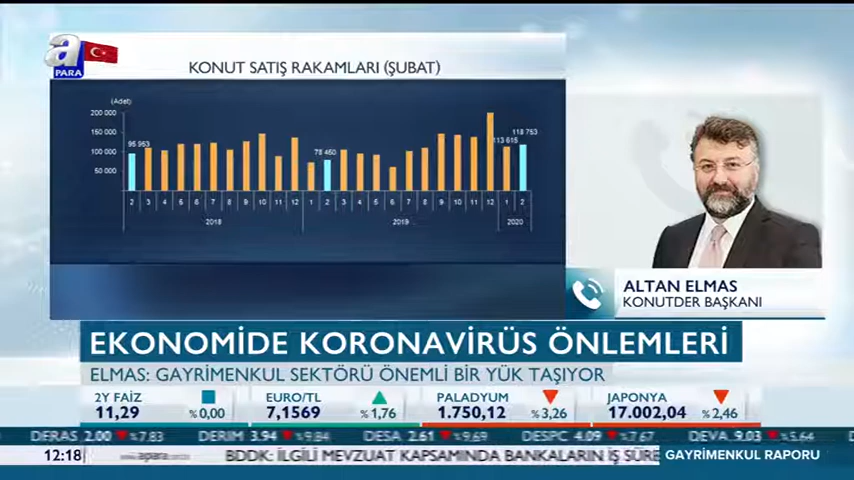 a
PARA
KONUT SATIŞ RAKAMLARI (ŞUBAT)
(Adet)
200 000
150 000
100 000
50 000
95 953
78 450
113 615
118 753
2 3 4 5 6 7 8 9 10 11 12 1 2 3 4 5 6 7 8 9 10 11 12 1 2
2018 2019 2020
ALTAN ELMAS
KONUTDER BAŞKANI
EKONOMİDE KORONAVİRÜS ÖNLEMLERİ
ELMAS: GAYRİMENKUL SEKTÖRÜ ÖNEMLİ BİR YÜK TAŞIYOR
2Y FAİZ EURO/TL PALADYUM JAPONYA
11,29 %0,00 7,1569 %1,76 1.750,12 %3,26 17.002,04 %2,46
DERAS 2.00 %7.83 DERIM 3.94 %9.84 DESA 2.61 %9.69 DESPC 4.09 %7.67 DEVA 9.03 %5.64
12:18 BDDK: İLGİLİ MEVZUAT KAPSAMINDA BANKALARIN İŞ SÜRE GAYRİMENKUL RAPORU